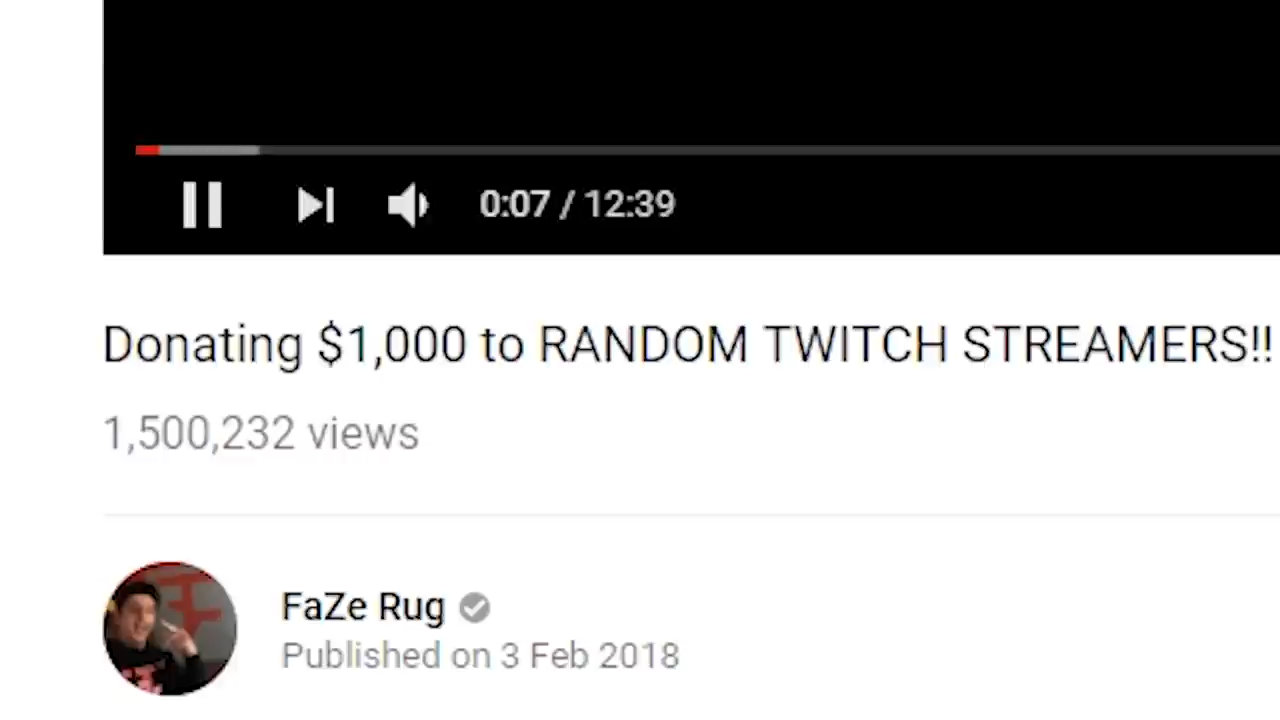 0:07 / 12:39
Donating $1,000 to RANDOM TWITCH STREAMERS!!
1,500,232 views
FaZe Rug
Published on 3 Feb 2018